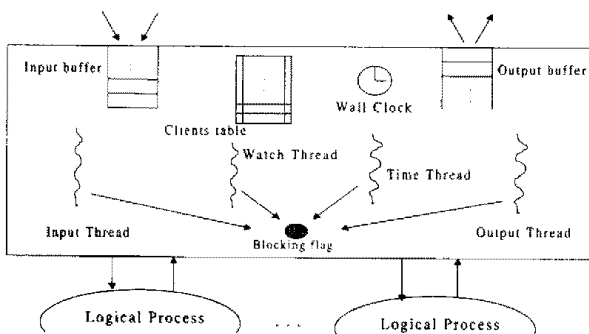 Input buffer
Output buffer
Wall Clock
Clients table
Watch Thread
Time Thread
Input Thread
Blocking flag
Output Thread
Logical Process
. . .
Logical Process